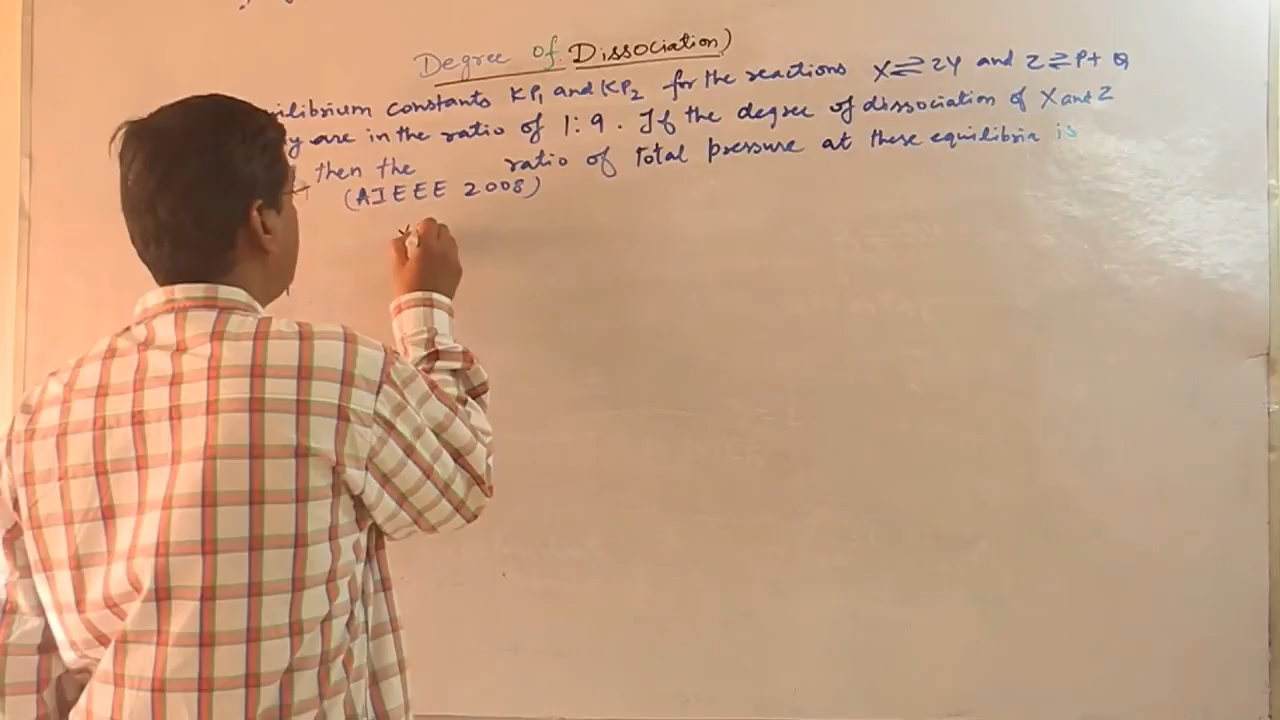 Degree of Dissociation)
ilibrium constants KP1 and KP2 for the reactions X⇌2Y and Z⇌P+Q
y are in the ratio of 1:9. If the degree of dissociation of X and Z
then the ratio of total pressure at these equilibria is
(AIEEE 2008)
X